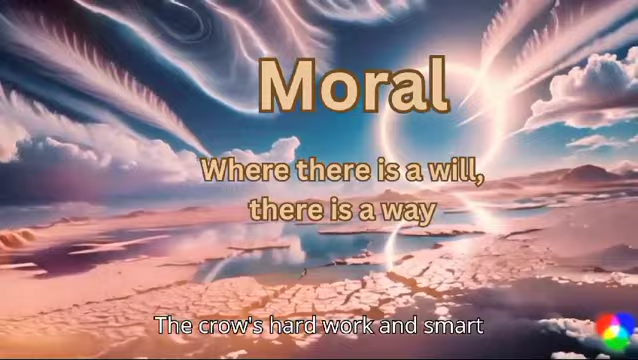 Moral
Where there is a will,
there is a way
The crow's hard work and smart